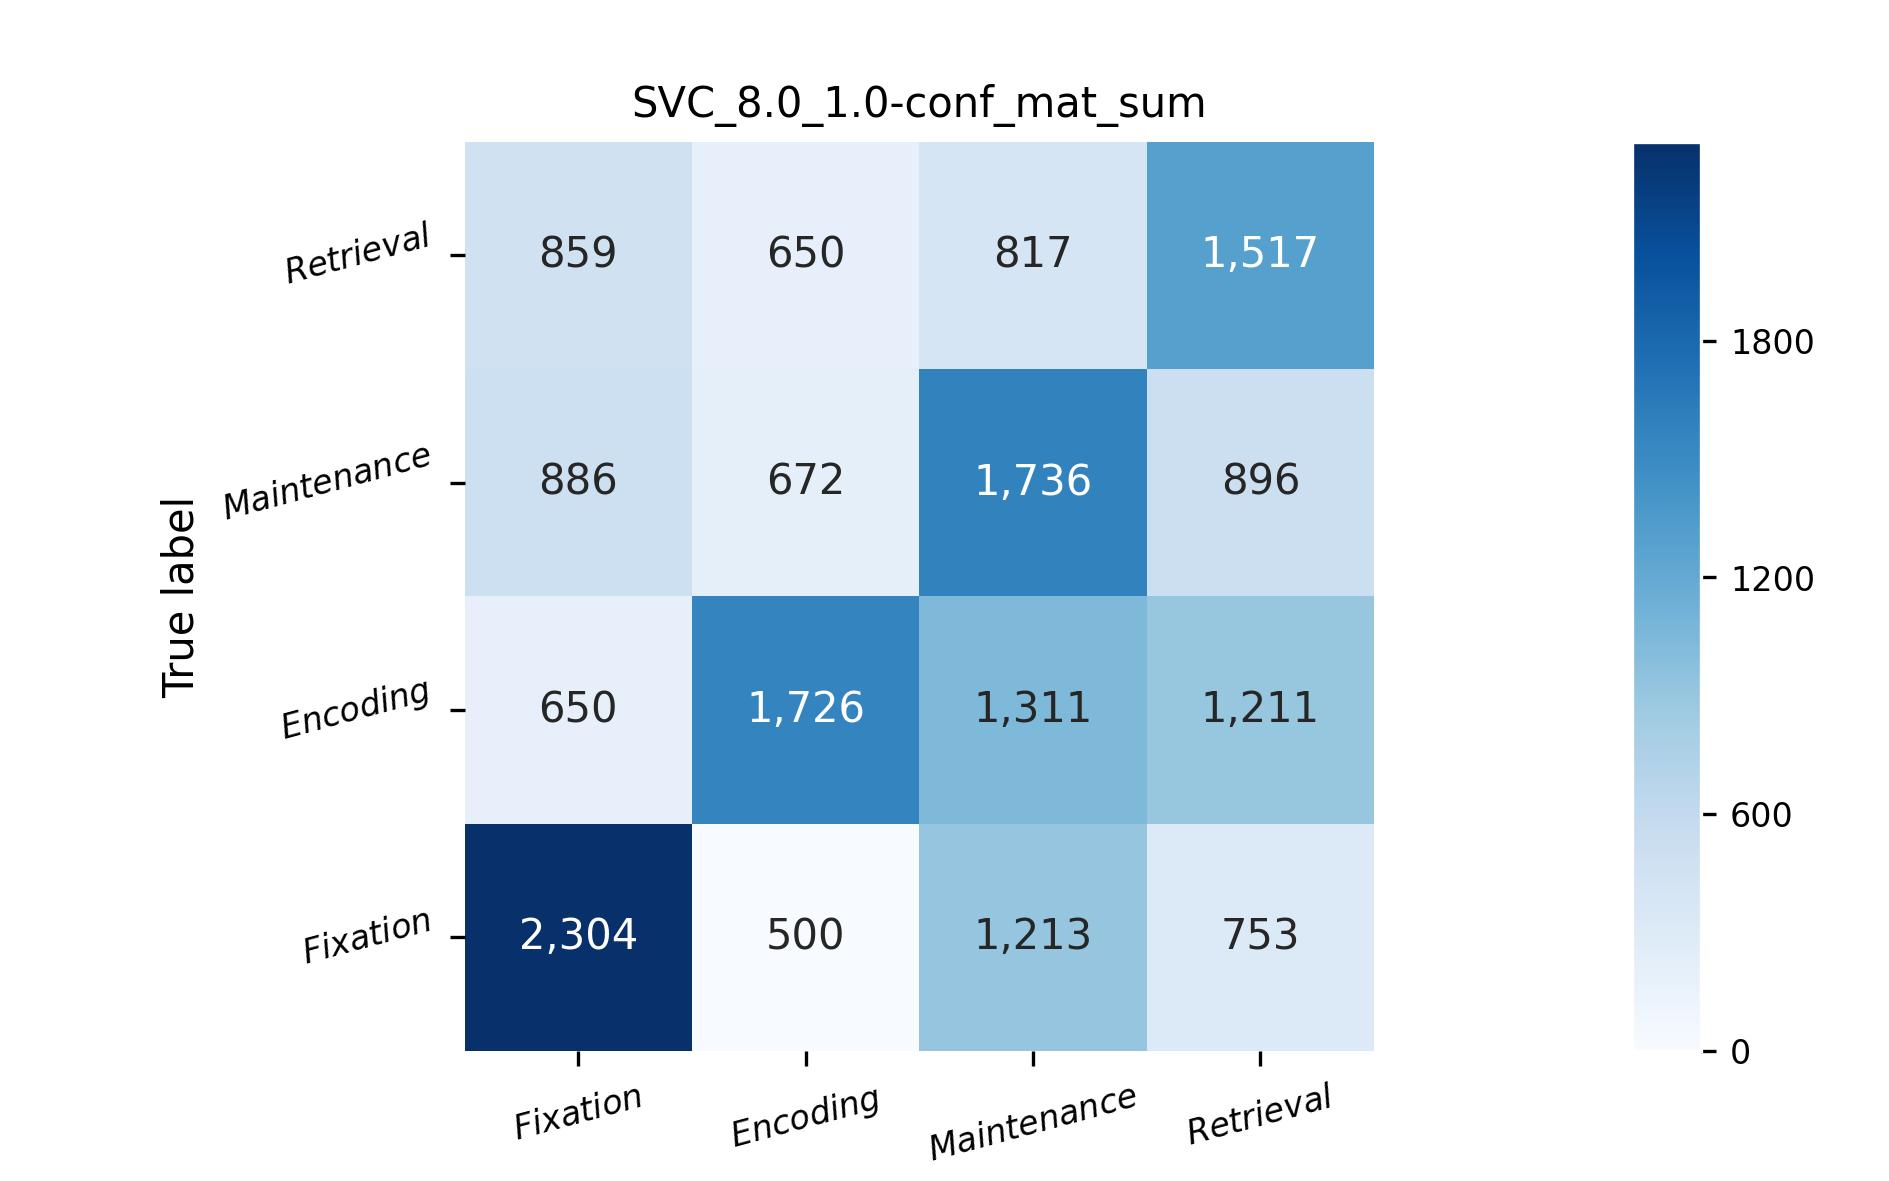 SVC_8.0_1.0-conf_mat_sum
Retrieval 859 650 817 1,517
Maintenance 886 672 1,736 896
Encoding 650 1,726 1,311 1,211
Fixation 2,304 500 1,213 753
Fixation Encoding Maintenance Retrieval
True label
1800
1200
600
0